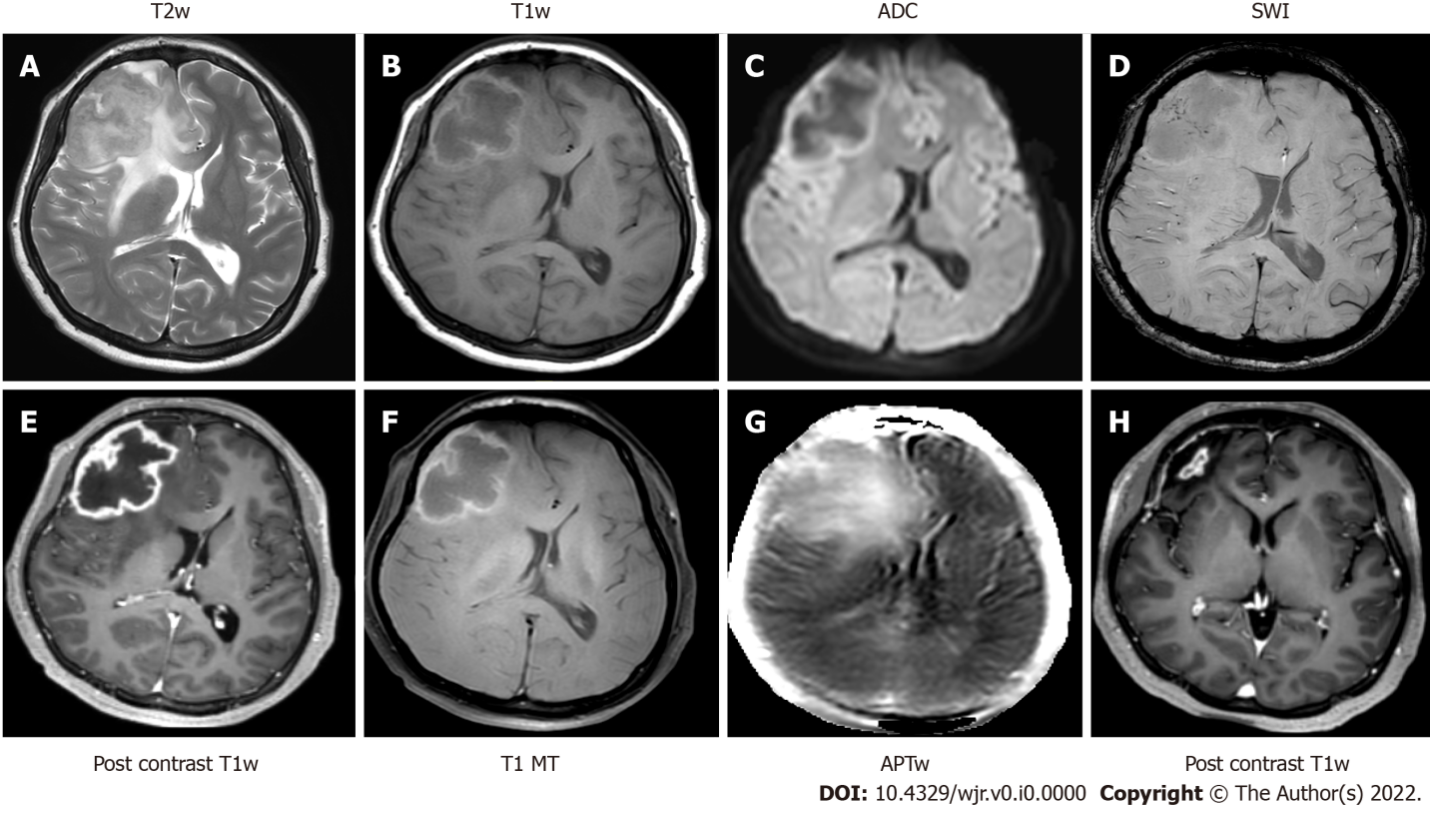 T2w
T1w
ADC
SWI
A
B
C
D
E
F
G
H
Post contrast T1w
T1 MT
APTw
Post contrast T1w
DOI: 10.4329/wjr.v0.i0.0000 Copyright © The Author(s) 2022.